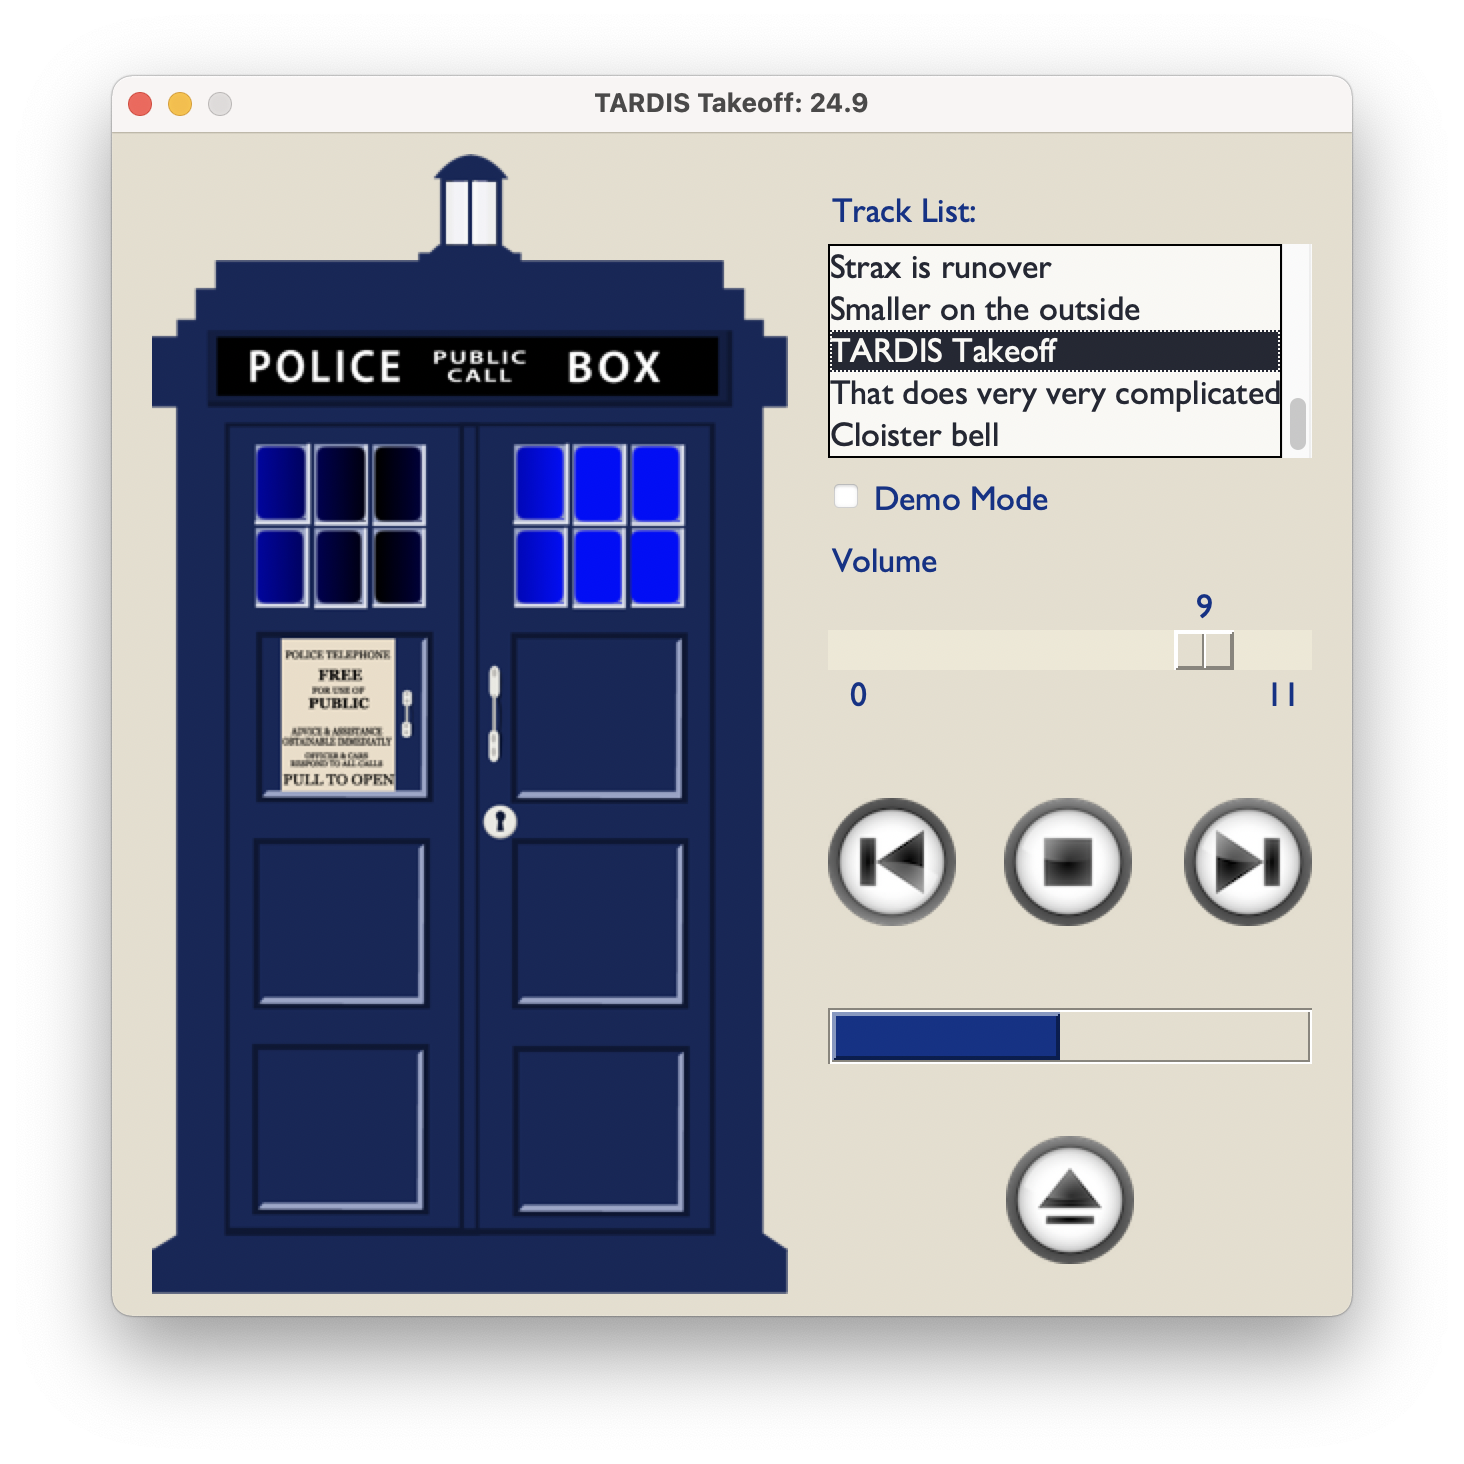 TARDIS Takeoff: 24.9
POLICE PUBLIC CALL BOX
POLICE TELEPHONE
FREE
FOR USE OF
PUBLIC
ADVICE & ASSISTANCE
OBTAINABLE IMMEDIATLY
OFFICER & CARS
RESPOND TO ALL CALLS
PULL TO OPEN
Track List:
Strax is runover
Smaller on the outside
TARDIS Takeoff
That does very very complicated
Cloister bell
Demo Mode
Volume
9
0 11